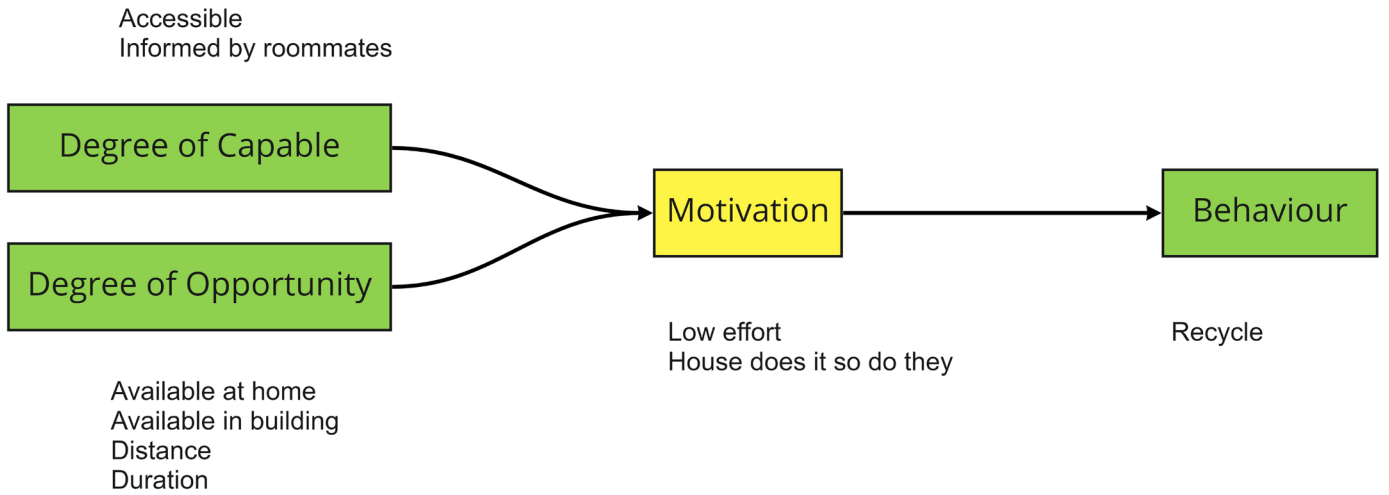 Accessible
Informed by roommates
Degree of Capable
Degree of Opportunity
Available at home
Available in building
Distance
Duration
Motivation
Low effort
House does it so do they
Behaviour
Recycle